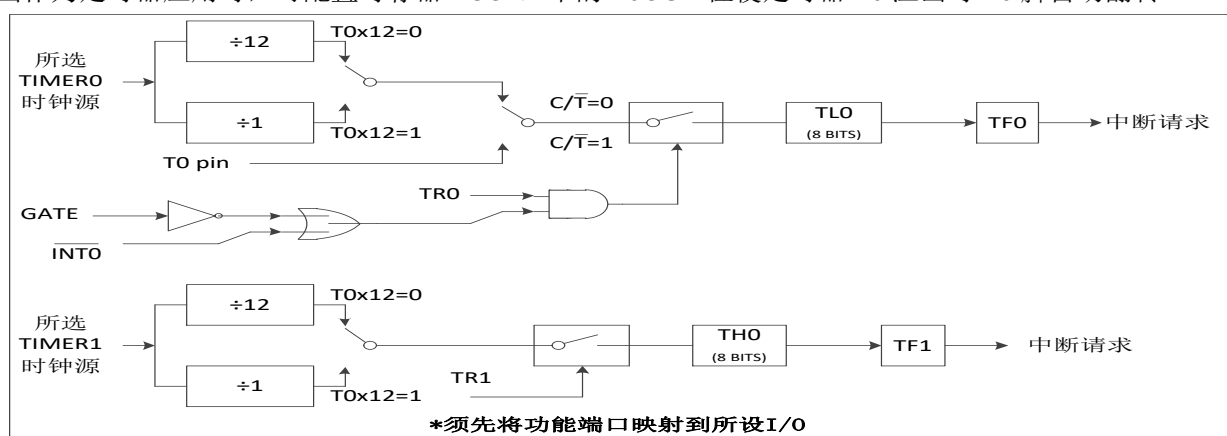 ÷12
T0x12=0
所选
TIMER0
时钟源
÷1
T0x12=1
T0 pin
C/T̅=0
C/T̅=1
TL0
(8 BITS)
TF0
中断请求
TR0
GATE
I̅N̅T̅0̅
÷12
T0x12=0
所选
TIMER1
时钟源
÷1
T0x12=1
TR1
TH0
(8 BITS)
TF1
中断请求
*须先将功能端口映射到所设I/O